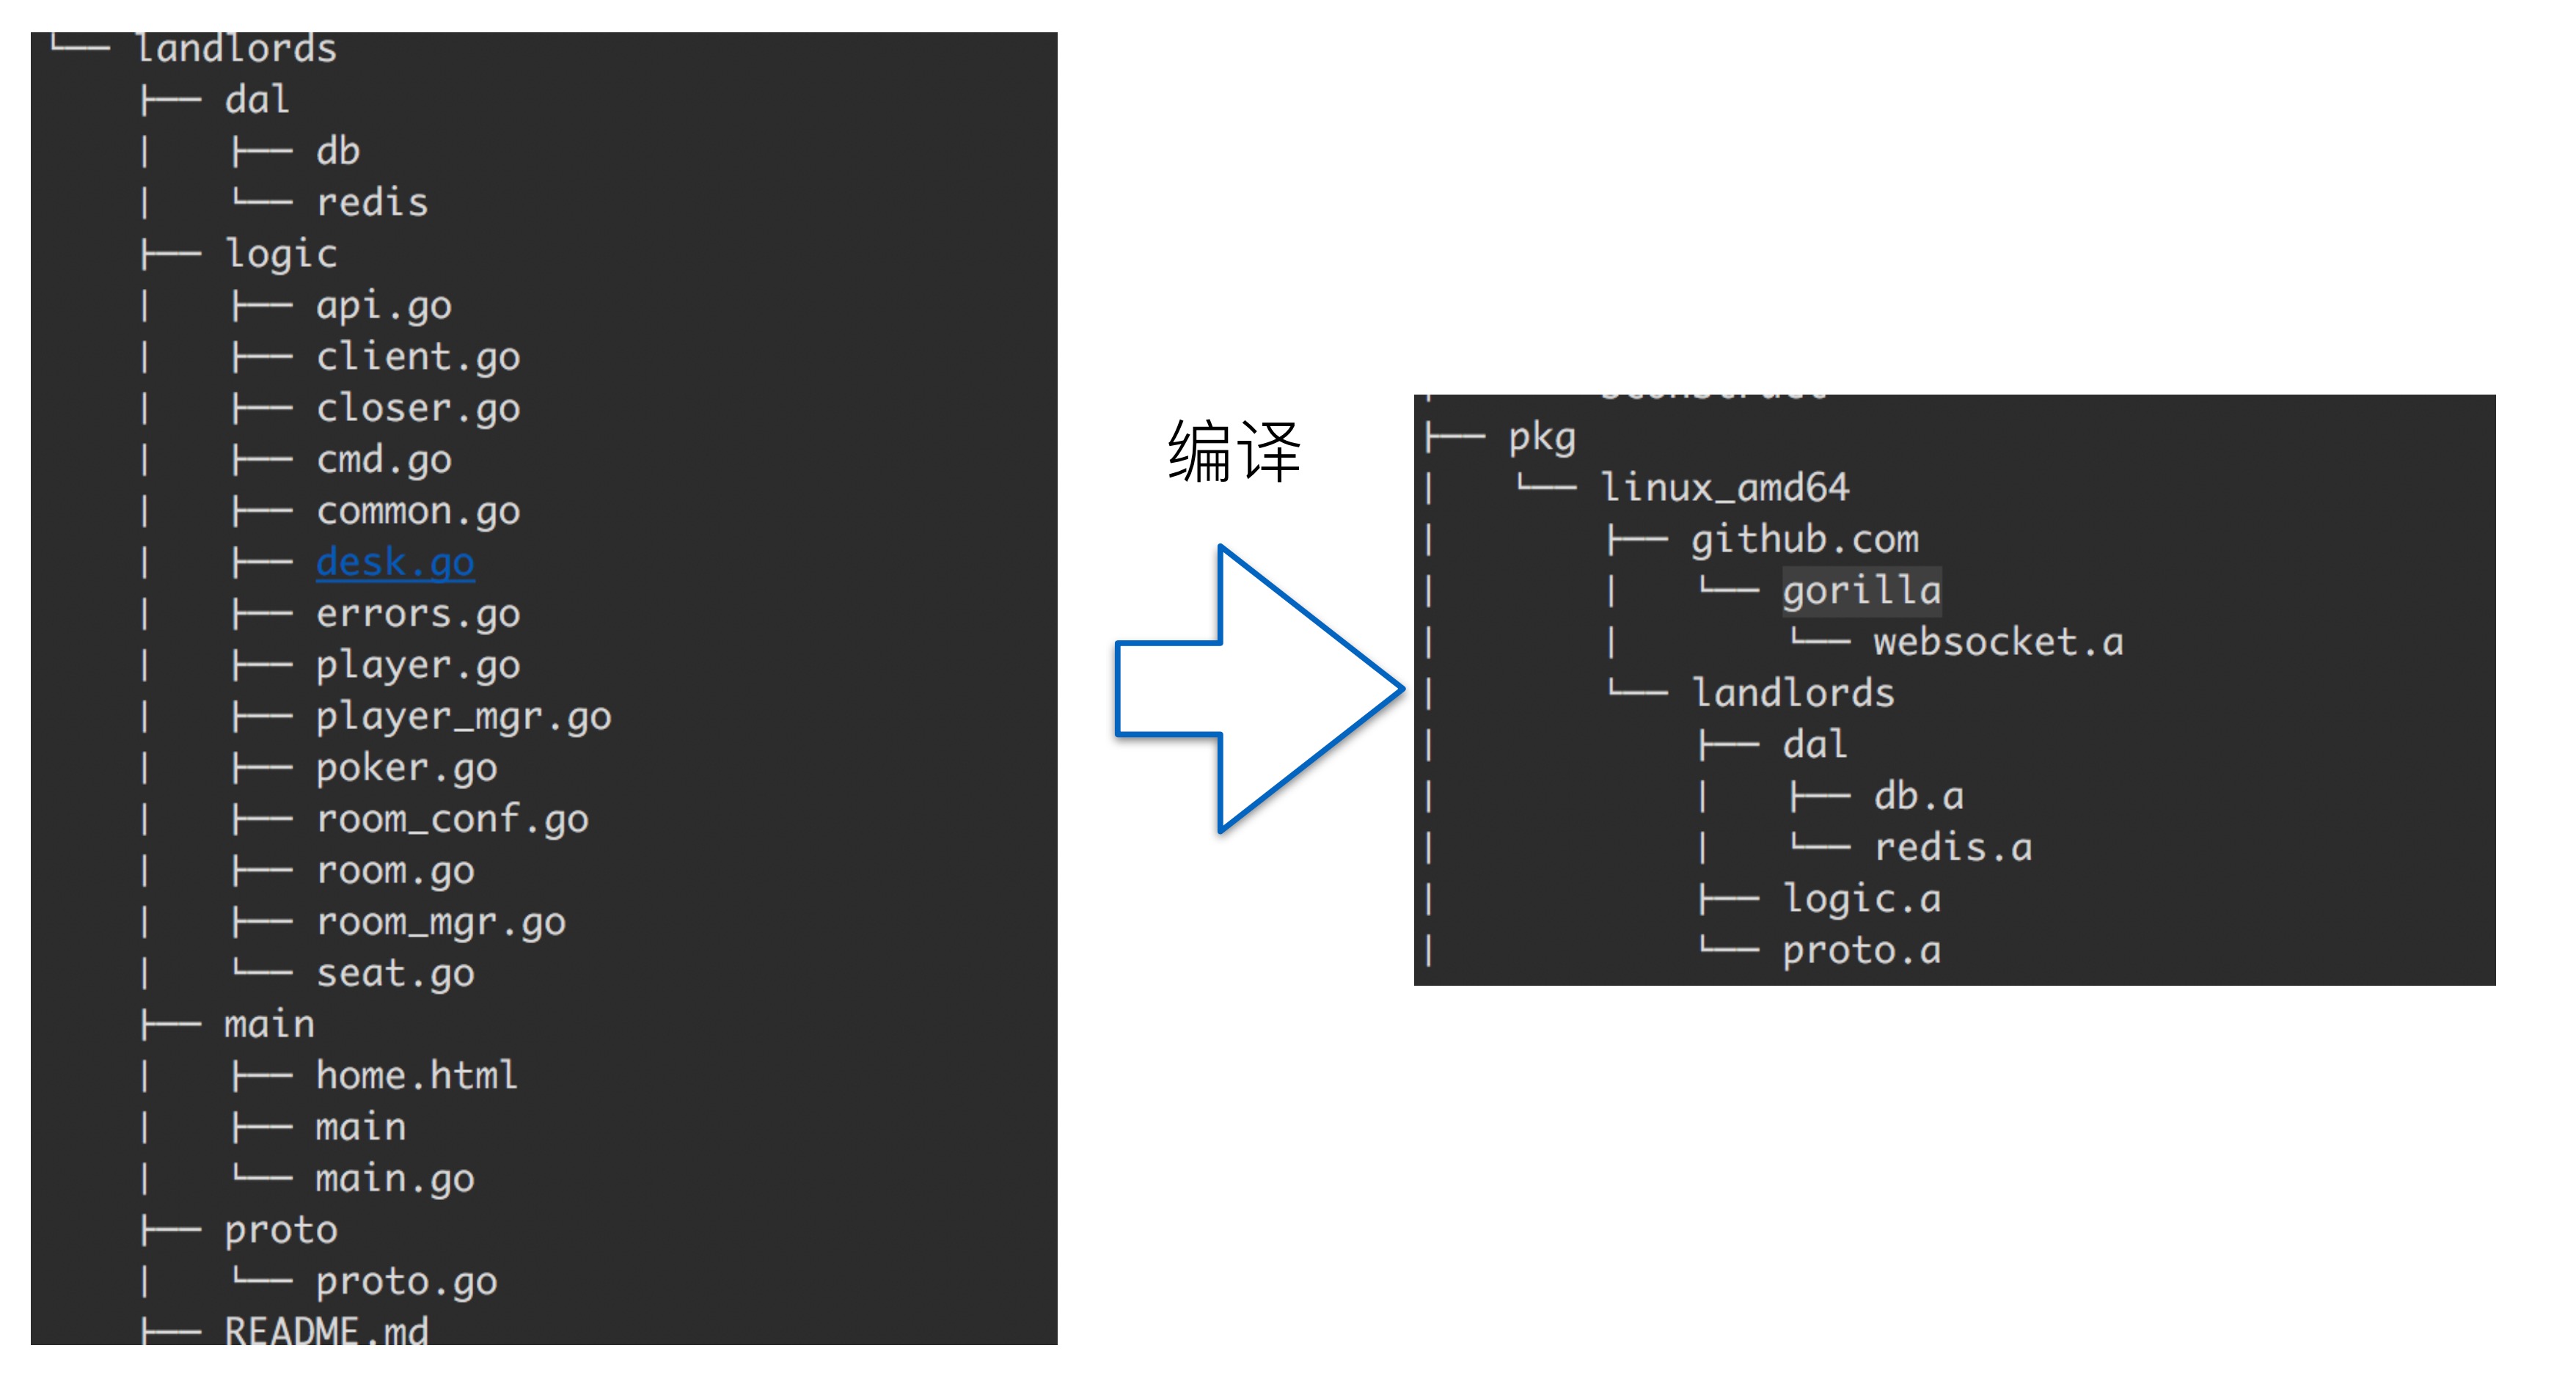 └── landlords
    ├── dal
    |   ├── db
    |   └── redis
    ├── logic
    |   ├── api.go
    |   ├── client.go
    |   ├── closer.go
    |   ├── cmd.go
    |   ├── common.go
    |   ├── desk.go
    |   ├── errors.go
    |   ├── player.go
    |   ├── player_mgr.go
    |   ├── poker.go
    |   ├── room_conf.go
    |   ├── room.go
    |   ├── room_mgr.go
    |   └── seat.go
    ├── main
    |   ├── home.html
    |   ├── main
    |   └── main.go
    ├── proto
    |   └── proto.go
    ├── README.md
编译
├── pkg
|   └── linux_amd64
|       ├── github.com
|       |   └── gorilla
|       |       └── websocket.a
|       └── landlords
|           ├── dal
|           |   ├── db.a
|           |   └── redis.a
|           ├── logic.a
|           └── proto.a